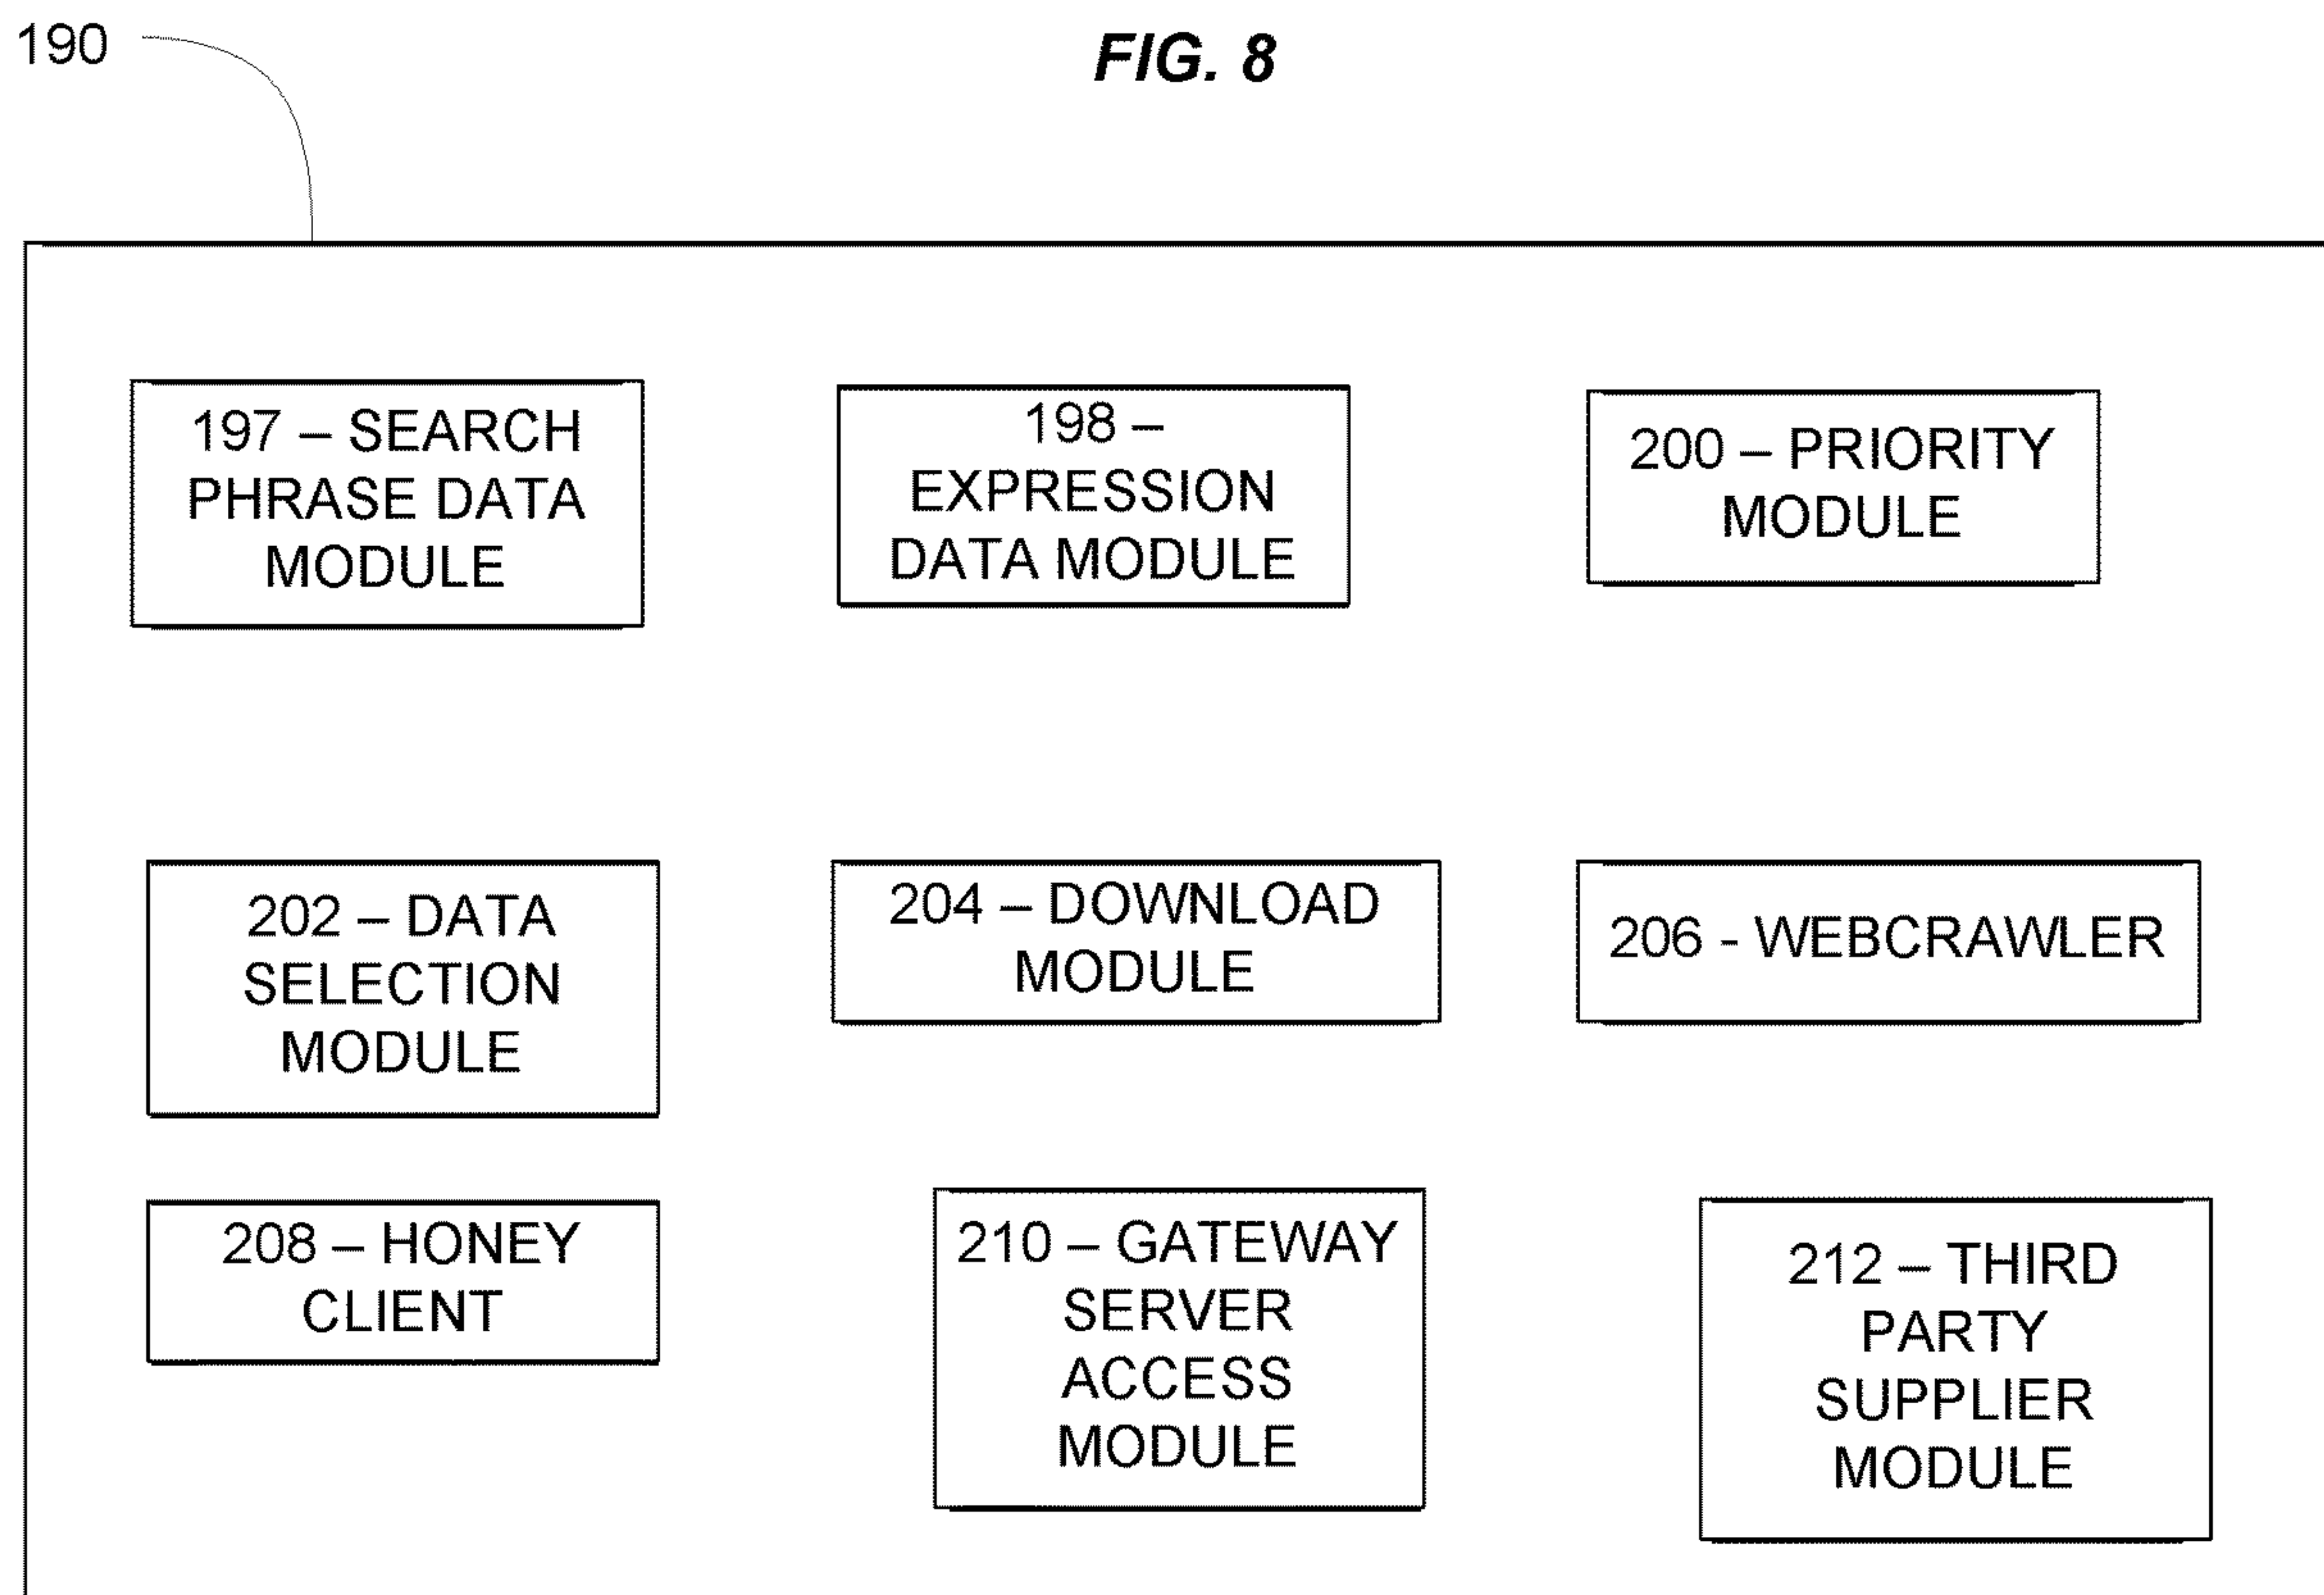 190
FIG. 8
197 – SEARCH
PHRASE DATA
MODULE
198 –
EXPRESSION
DATA MODULE
200 – PRIORITY
MODULE
202 – DATA
SELECTION
MODULE
204 – DOWNLOAD
MODULE
206 - WEBCRAWLER
208 – HONEY
CLIENT
210 – GATEWAY
SERVER
ACCESS
MODULE
212 – THIRD
PARTY
SUPPLIER
MODULE